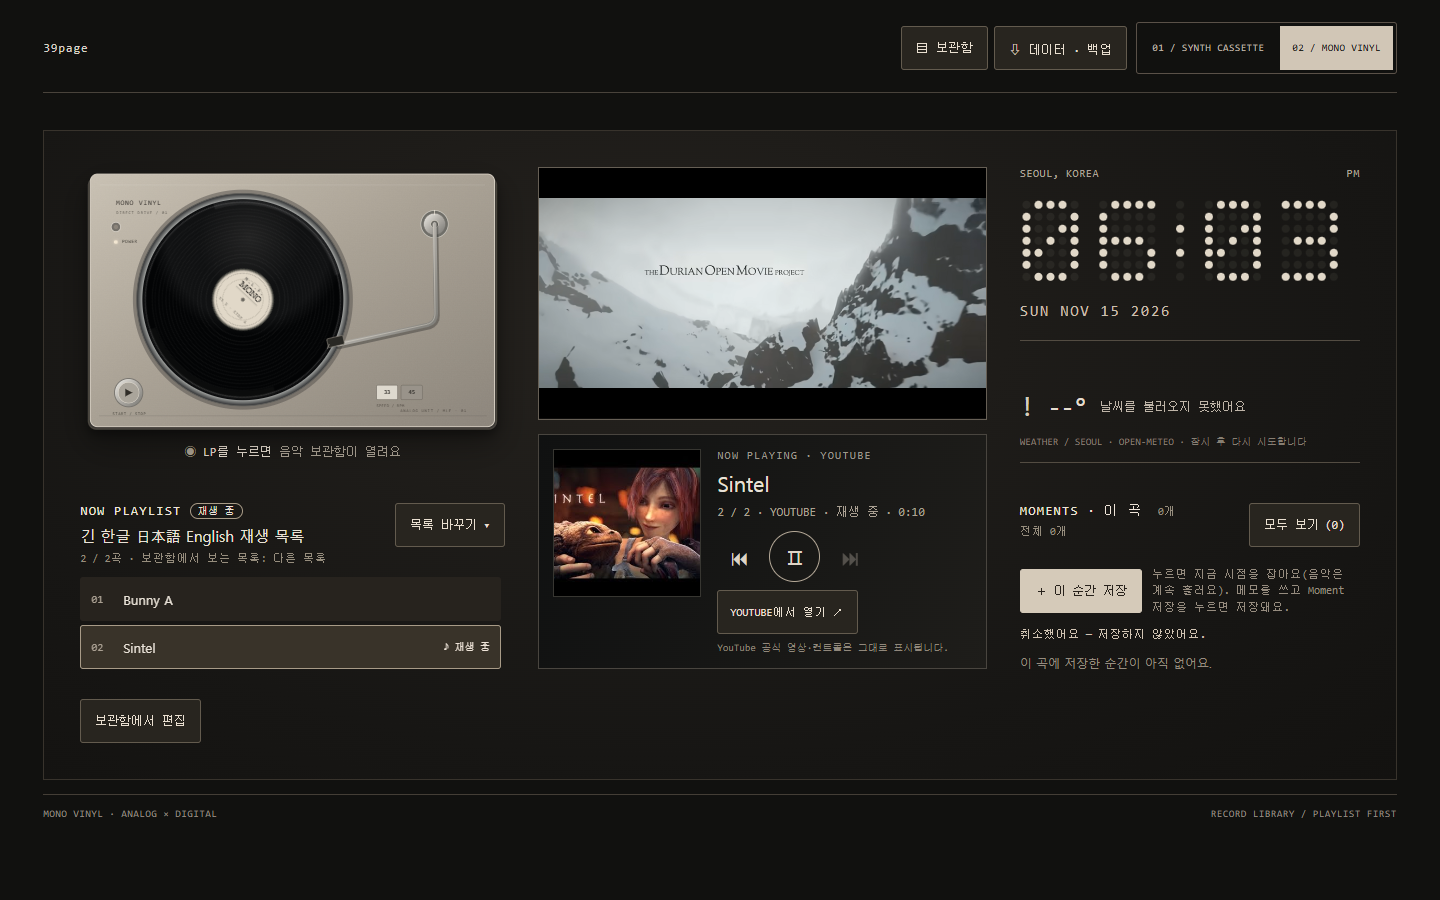 39page
보관함
데이터 · 백업
01 / SYNTH CASSETTE
02 / MONO VINYL
MONO VINYL
POWER
MONO
33
45
START / STOP
LP를 누르면 음악 보관함이 열려요
NOW PLAYLIST 재생 중
긴 한글 日本語 English 재생 목록
2 / 2곡 · 보관함에서 보는 목록: 다른 목록
목록 바꾸기 ▾
01 Bunny A
02 Sintel ♪ 재생 중
보관함에서 편집
THE DURIAN OPEN MOVIE PROJECT
INTEL
NOW PLAYING · YOUTUBE
Sintel
2 / 2 · YOUTUBE · 재생 중 · 0:10
YOUTUBE에서 열기 ↗
YouTube 공식 영상·컨트롤은 그대로 표시됩니다.
SEOUL, KOREA PM
06:03
SUN NOV 15 2026
! --° 날씨를 불러오지 못했어요
WEATHER / SEOUL · OPEN-METEO · 잠시 후 다시 시도합니다
MOMENTS · 이 곡 0개
전체 0개
모두 보기 (0)
+ 이 순간 저장
누르면 지금 시점을 잡아요(음악은
계속 흘러요). 메모를 쓰고 Moment
저장을 누르면 저장돼요.
취소했어요 — 저장하지 않았어요.
이 곡에 저장한 순간이 아직 없어요.
MONO VINYL · ANALOG × DIGITAL
RECORD LIBRARY / PLAYLIST FIRST